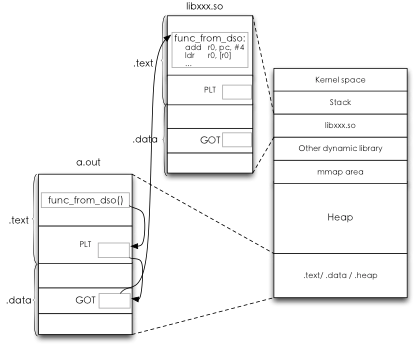 libxxx.so
func_from_dso:
add r0, pc, #4
ldr r0, [r0]
...
.text
PLT
.data
GOT
Kernel space
Stack
libxxx.so
Other dynamic library
mmap area
Heap
.text/ .data / .heap
a.out
func_from_dso()
.text
PLT
.data
GOT